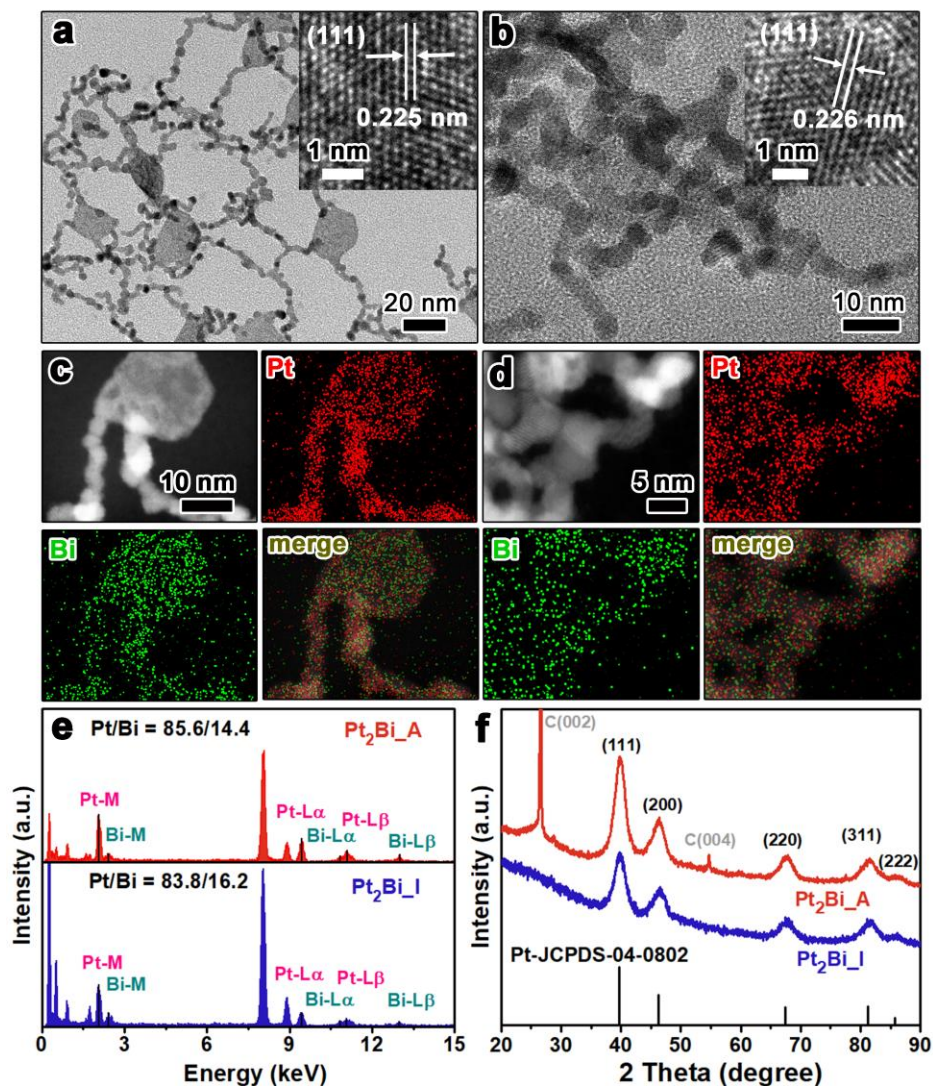 a
(111)
0.225 nm
1 nm
20 nm
b
(111)
0.226 nm
1 nm
10 nm
c
10 nm
Pt
d
5 nm
Pt
Bi
merge
Bi
merge
e
Pt/Bi = 85.6/14.4
Pt₂Bi_A
Pt-M
Bi-M
Pt-Lα
Bi-Lα
Pt-Lβ
Bi-Lβ
Pt/Bi = 83.8/16.2
Pt₂Bi_I
Pt-M
Bi-M
Pt-Lα
Bi-Lα
Pt-Lβ
Bi-Lβ
Intensity (a.u.)
0 3 6 9 12 15
Energy (keV)
f
C(002)
(111)
(200)
C(004)
(220)
(311)
(222)
Pt₂Bi_A
Pt₂Bi_I
Pt-JCPDS-04-0802
Intensity (a.u.)
20 30 40 50 60 70 80 90
2 Theta (degree)